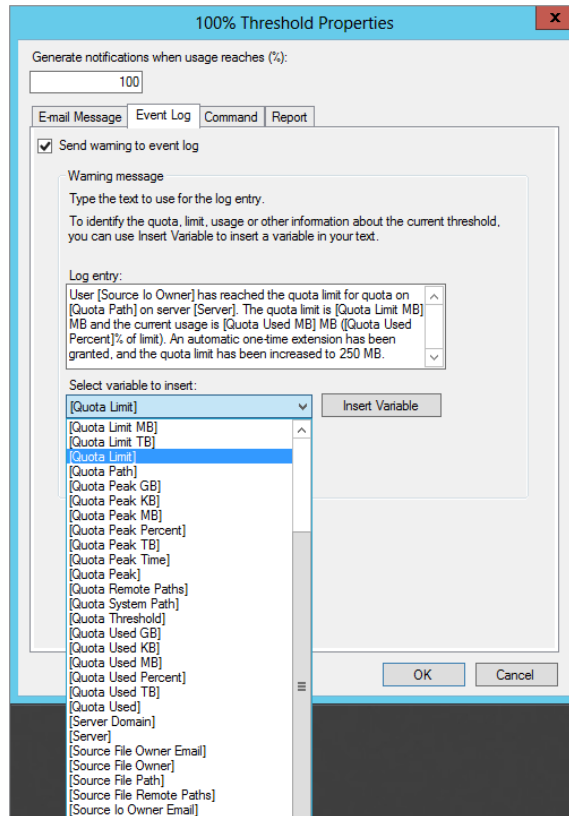 100% Threshold Properties
x
Generate notifications when usage reaches (%):
100
E-mail Message
Event Log
Command
Report
Send warning to event log
Warning message
Type the text to use for the log entry.
To identify the quota, limit, usage or other information about the current threshold,
you can use Insert Variable to insert a variable in your text.
Log entry:
User [Source Io Owner] has reached the quota limit for quota on
[Quota Path] on server [Server]. The quota limit is [Quota Limit MB]
MB and the current usage is [Quota Used MB] MB ([Quota Used
Percent]% of limit). An automatic one-time extension has been
granted, and the quota limit has been increased to 250 MB.
Select variable to insert:
[Quota Limit]
Insert Variable
[Quota Limit MB]
[Quota Limit TB]
[Quota Limit]
[Quota Path]
[Quota Peak GB]
[Quota Peak KB]
[Quota Peak MB]
[Quota Peak Percent]
[Quota Peak TB]
[Quota Peak Time]
[Quota Peak]
[Quota Remote Paths]
[Quota System Path]
[Quota Threshold]
[Quota Used GB]
[Quota Used KB]
[Quota Used MB]
[Quota Used Percent]
[Quota Used TB]
[Quota Used]
[Server Domain]
[Server]
[Source File Owner Email]
[Source File Owner]
[Source File Path]
[Source File Remote Paths]
[Source Io Owner Email]
OK
Cancel